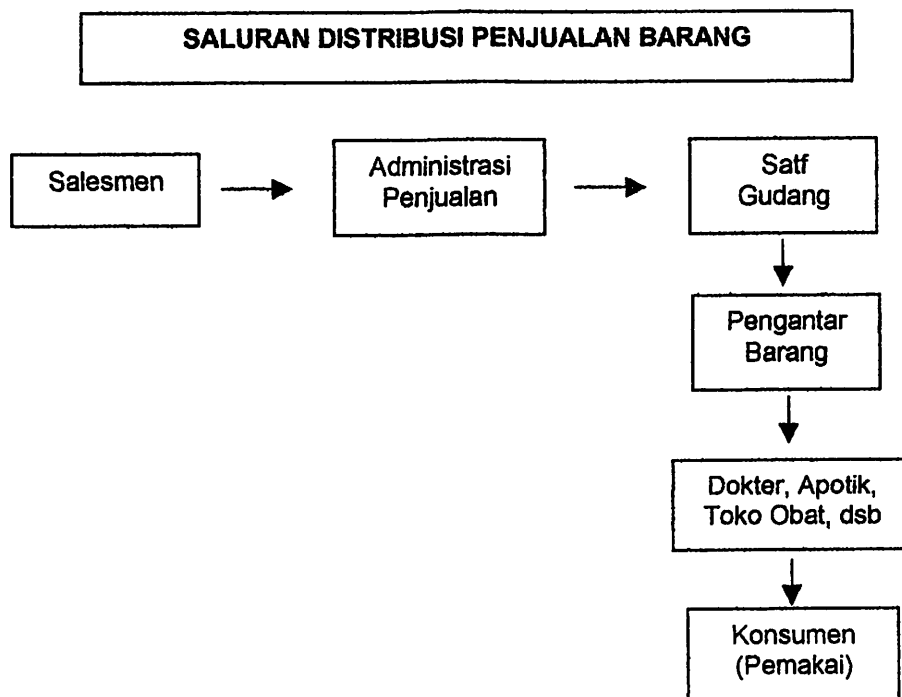 SALURAN DISTRIBUSI PENJUALAN BARANG
Salesmen
Administrasi
Penjualan
Satf
Gudang
Pengantar
Barang
Dokter, Apotik,
Toko Obat, dsb
Konsumen
(Pemakai)